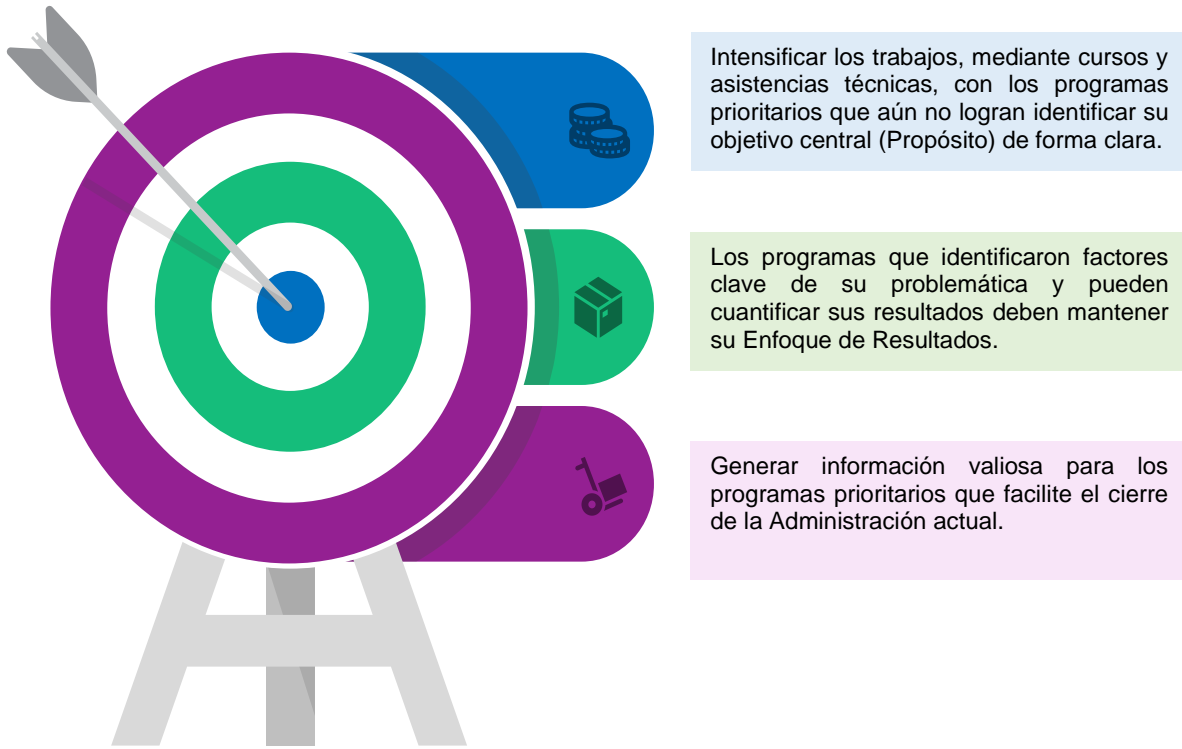 Intensificar los trabajos, mediante cursos y
asistencias técnicas, con los programas
prioritarios que aún no logran identificar su
objetivo central (Propósito) de forma clara.
Los programas que identificaron factores
clave de su problemática y pueden
cuantificar sus resultados deben mantener
su Enfoque de Resultados.
Generar información valiosa para los
programas prioritarios que facilite el cierre
de la Administración actual.